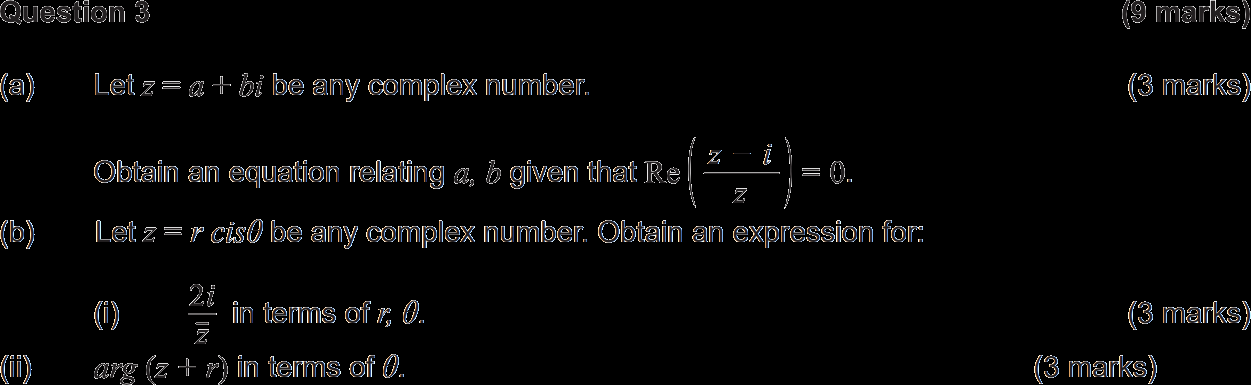 Question 3 (9 marks)
(a) Let z = a + bi be any complex number. (3 marks)
Obtain an equation relating a, b given that Re((z − i)/z) = 0.
(b) Let z = r cisθ be any complex number. Obtain an expression for:
(i) 2i/z̄ in terms of r, θ. (3 marks)
(ii) arg (z + r) in terms of θ. (3 marks)